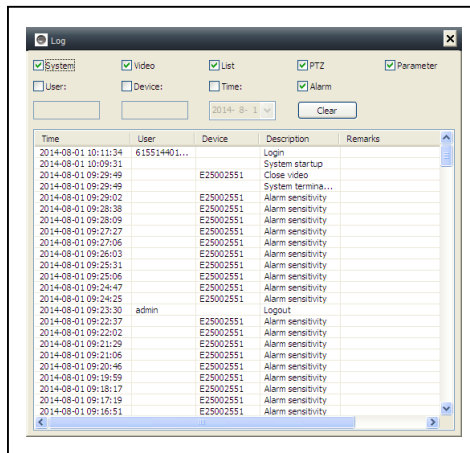 Log
System Video List PTZ Parameter
User: Device: Time: Alarm
2014- 8- 1 Clear
Time User Device Description Remarks
2014-08-01 10:11:34 615514401... Login
2014-08-01 10:09:31 System startup
2014-08-01 09:29:49 E25002551 Close video
2014-08-01 09:29:49 System termina...
2014-08-01 09:29:02 E25002551 Alarm sensitivity
2014-08-01 09:28:38 E25002551 Alarm sensitivity
2014-08-01 09:28:09 E25002551 Alarm sensitivity
2014-08-01 09:27:27 E25002551 Alarm sensitivity
2014-08-01 09:27:06 E25002551 Alarm sensitivity
2014-08-01 09:26:03 E25002551 Alarm sensitivity
2014-08-01 09:25:31 E25002551 Alarm sensitivity
2014-08-01 09:25:06 E25002551 Alarm sensitivity
2014-08-01 09:24:47 E25002551 Alarm sensitivity
2014-08-01 09:24:25 E25002551 Alarm sensitivity
2014-08-01 09:23:30 admin Logout
2014-08-01 09:22:37 E25002551 Alarm sensitivity
2014-08-01 09:22:02 E25002551 Alarm sensitivity
2014-08-01 09:21:29 E25002551 Alarm sensitivity
2014-08-01 09:21:06 E25002551 Alarm sensitivity
2014-08-01 09:20:46 E25002551 Alarm sensitivity
2014-08-01 09:19:59 E25002551 Alarm sensitivity
2014-08-01 09:18:17 E25002551 Alarm sensitivity
2014-08-01 09:17:19 E25002551 Alarm sensitivity
2014-08-01 09:16:51 E25002551 Alarm sensitivity